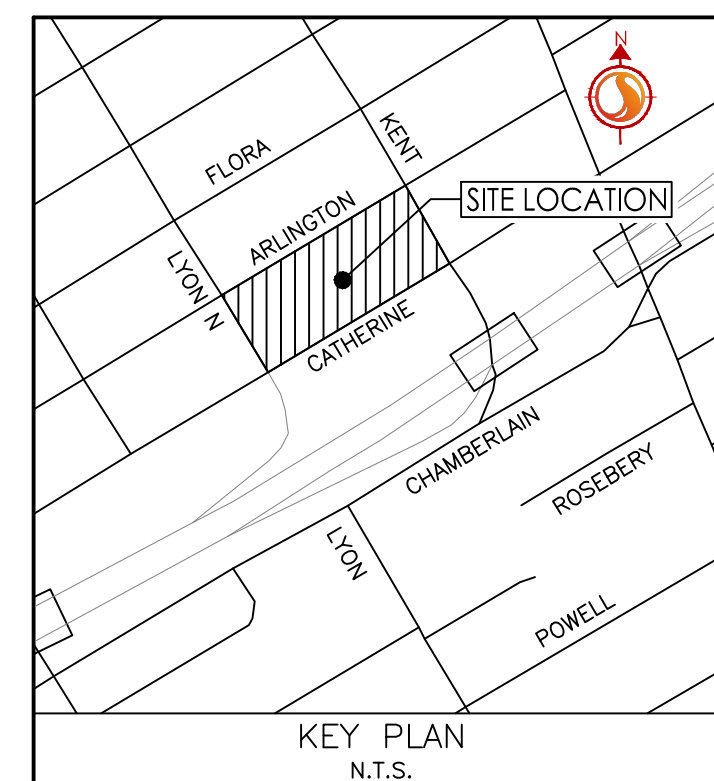 N
KENT
FLORA
SITE LOCATION
ARLINGTON
LYON N
CATHERINE
CHAMBERLAIN
ROSEBERY
LYON
POWELL
KEY PLAN
N.T.S.